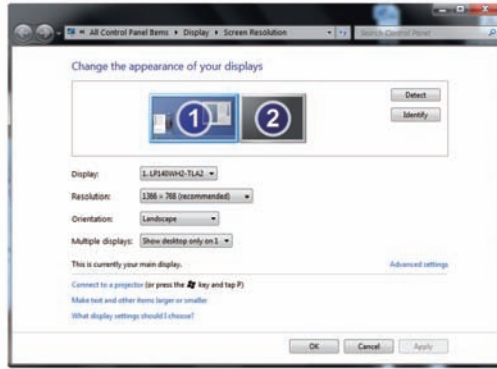 All Control Panel Items ▸ Display ▸ Screen Resolution
Search Control Panel
Change the appearance of your displays
1
2
Detect
Identify
Display: 1. LP140WH2-TLA2
Resolution: 1366 × 768 (recommended)
Orientation: Landscape
Multiple displays: Show desktop only on 1
This is currently your main display.
Advanced settings
Connect to a projector (or press the key and tap P)
Make text and other items larger or smaller
What display settings should I choose?
OK
Cancel
Apply